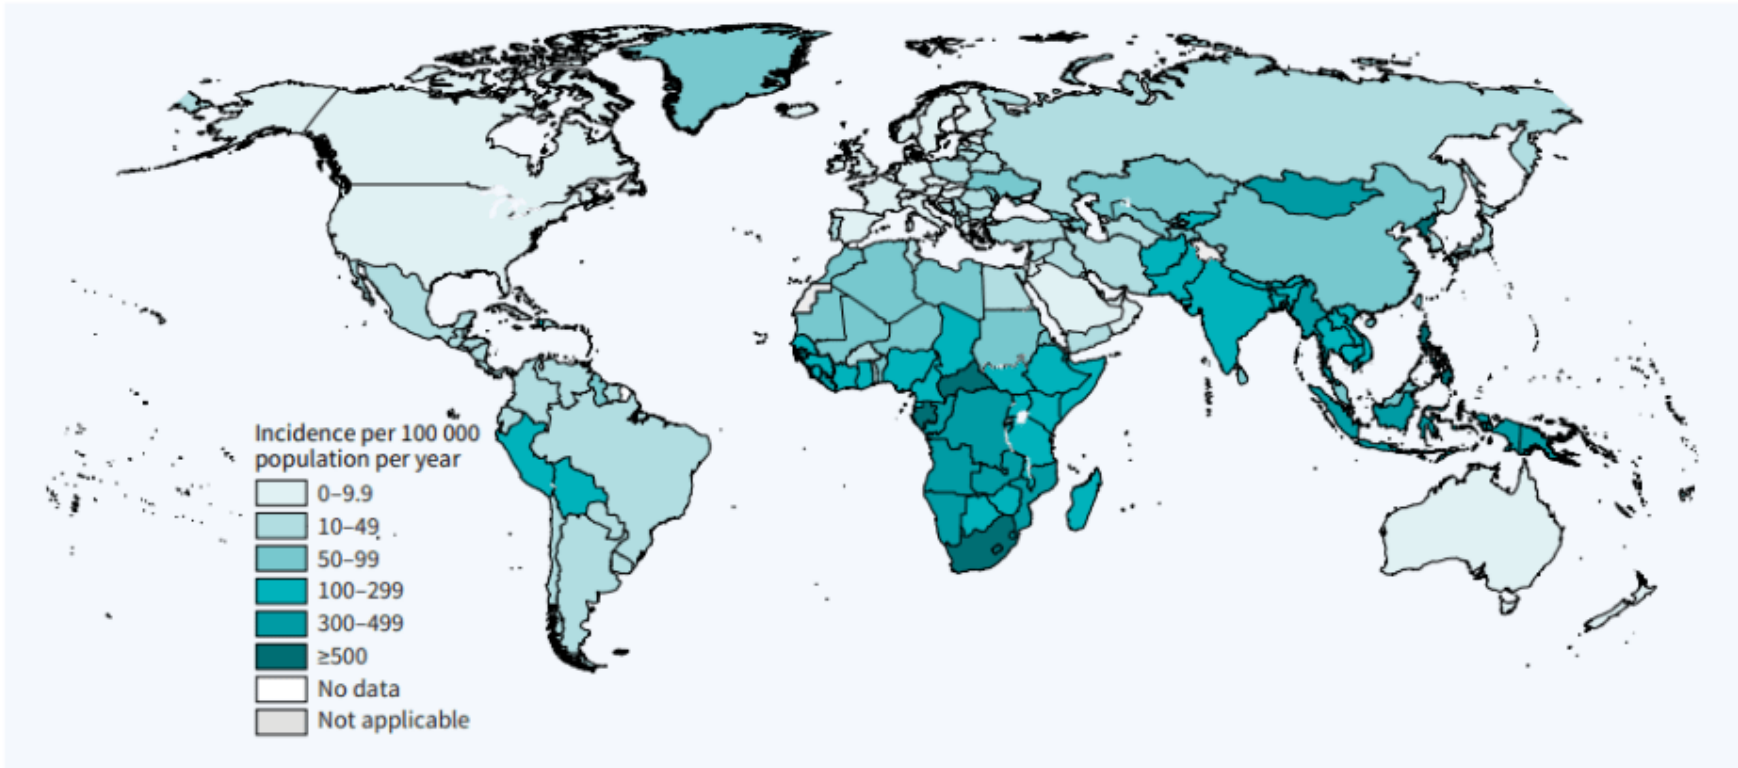 Incidence per 100 000
population per year
0–9.9
10–49
50–99
100–299
300–499
≥500
No data
Not applicable